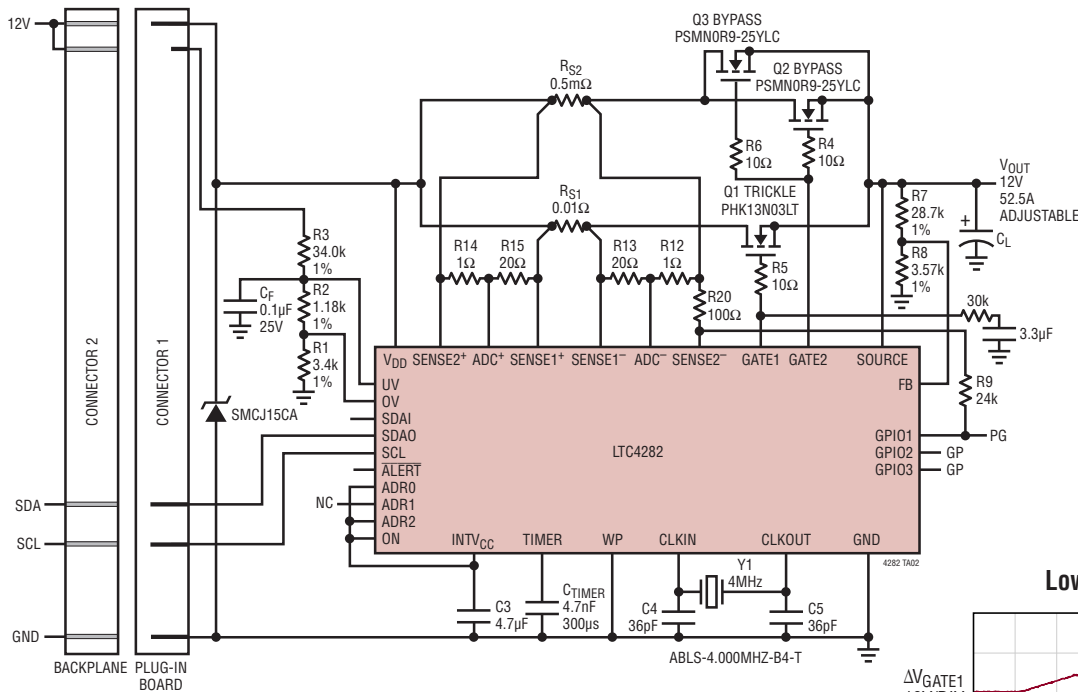 12V
CONNECTOR 2
CONNECTOR 1
BACKPLANE
PLUG-IN
BOARD
SDA
SCL
GND
SMCJ15CA
R3
34.0k
1%
CF
0.1µF
25V
R2
1.18k
1%
R1
3.4k
1%
RS2
0.5mΩ
RS1
0.01Ω
R14
1Ω
R15
20Ω
R13
20Ω
R12
1Ω
R20
100Ω
Q3 BYPASS
PSMN0R9-25YLC
Q2 BYPASS
PSMN0R9-25YLC
R6
10Ω
R4
10Ω
Q1 TRICKLE
PHK13N03LT
R5
10Ω
VOUT
12V
52.5A
ADJUSTABLE
R7
28.7k
1%
+
CL
R8
3.57k
1%
30k
3.3µF
R9
24k
PG
GP
GP
VDD
SENSE2+
ADC+
SENSE1+
SENSE1−
ADC−
SENSE2−
GATE1
GATE2
SOURCE
UV
OV
SDAI
SDAO
SCL
ALERT
ADR0
NC
ADR1
ADR2
ON
LTC4282
FB
GPIO1
GPIO2
GPIO3
INTVCC
TIMER
WP
CLKIN
CLKOUT
GND
4282 TA02
C3
4.7µF
CTIMER
4.7nF
300µs
C4
36pF
Y1
4MHz
C5
36pF
ABLS-4.000MHZ-B4-T
Low
ΔVGATE1